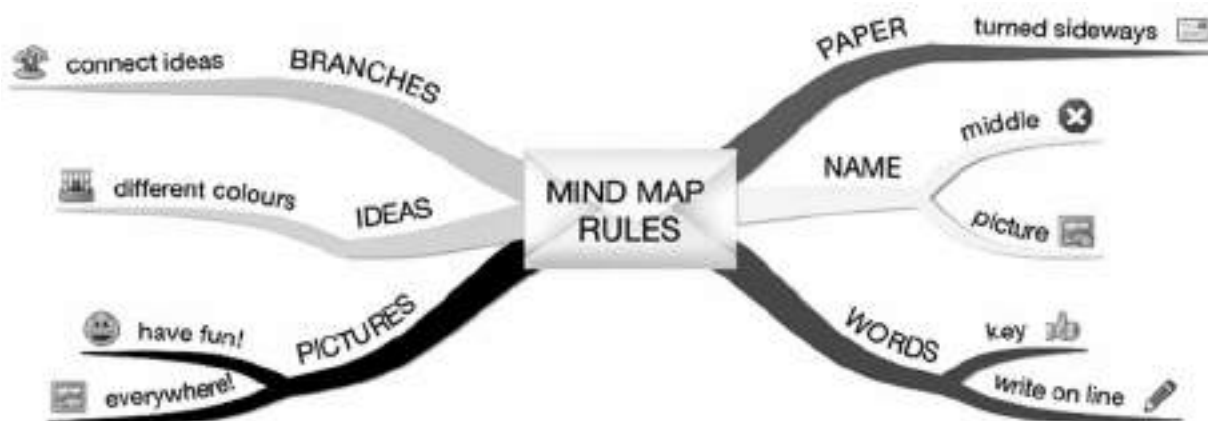 MIND MAP
RULES
PAPER
turned sideways
NAME
middle
picture
WORDS
key
write on line
PICTURES
have fun!
everywhere!
IDEAS
different colours
BRANCHES
connect ideas